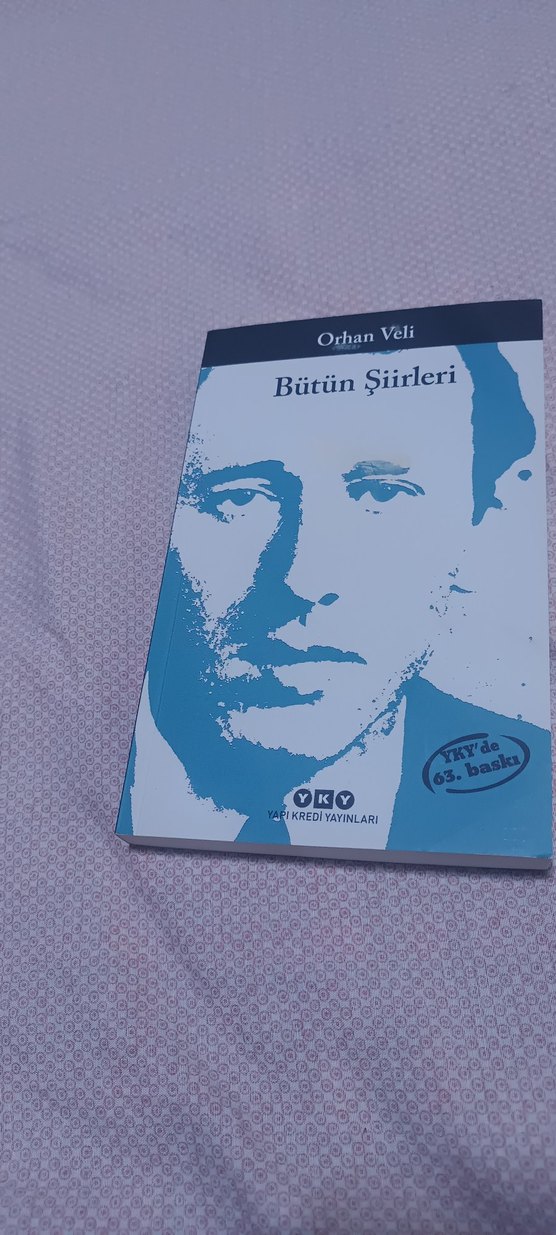 Orhan Veli
Bütün Şiirleri
YKY'de
63. baskı
YKY
YAPI KREDİ YAYINLARI